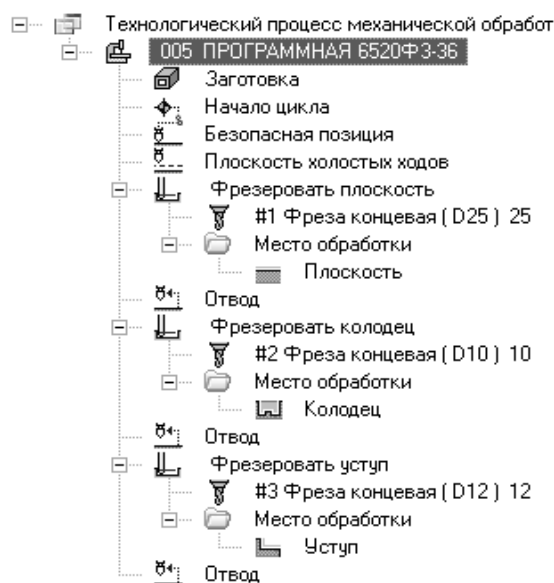 Технологический процесс механической обработ
005 ПРОГРАММНАЯ 6520Ф3-36
Заготовка
Начало цикла
Безопасная позиция
Плоскость холостых ходов
Фрезеровать плоскость
#1 Фреза концевая ( D25 ) 25
Место обработки
Плоскость
Отвод
Фрезеровать колодец
#2 Фреза концевая ( D10 ) 10
Место обработки
Колодец
Отвод
Фрезеровать уступ
#3 Фреза концевая ( D12 ) 12
Место обработки
Уступ
Отвод